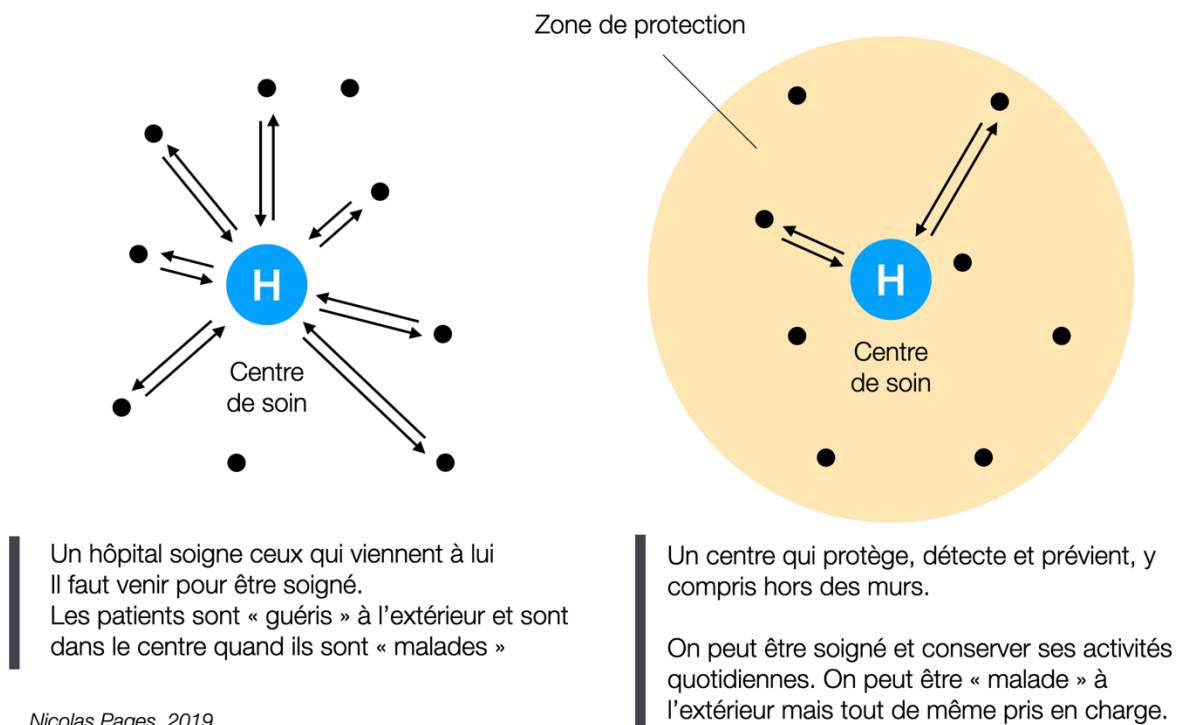 Zone de protection
H
Centre
de soin
H
Centre
de soin
Un hôpital soigne ceux qui viennent à lui
Il faut venir pour être soigné.
Les patients sont « guéris » à l’extérieur et sont
dans le centre quand ils sont « malades »
Un centre qui protège, détecte et prévient, y
compris hors des murs.
On peut être soigné et conserver ses activités
quotidiennes. On peut être « malade » à
l’extérieur mais tout de même pris en charge.
Nicolas Pages, 2019